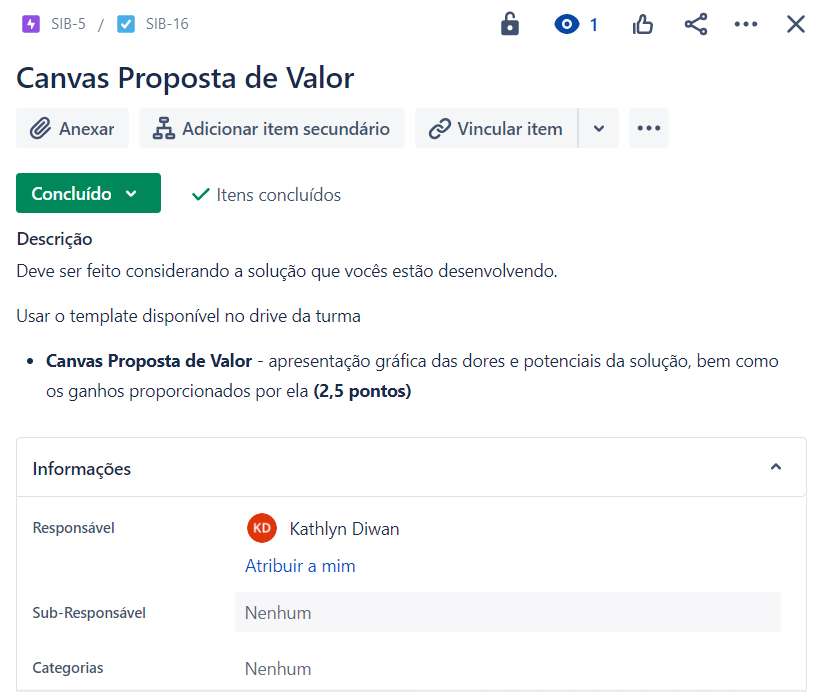 SIB-5 / SIB-16
1
Canvas Proposta de Valor
Anexar
Adicionar item secundário
Vincular item
Concluído
Itens concluídos
Descrição
Deve ser feito considerando a solução que vocês estão desenvolvendo.
Usar o template disponível no drive da turma
• Canvas Proposta de Valor - apresentação gráfica das dores e potenciais da solução, bem como
os ganhos proporcionados por ela (2,5 pontos)
Informações
Responsável
KD Kathlyn Diwan
Atribuir a mim
Sub-Responsável
Nenhum
Categorias
Nenhum